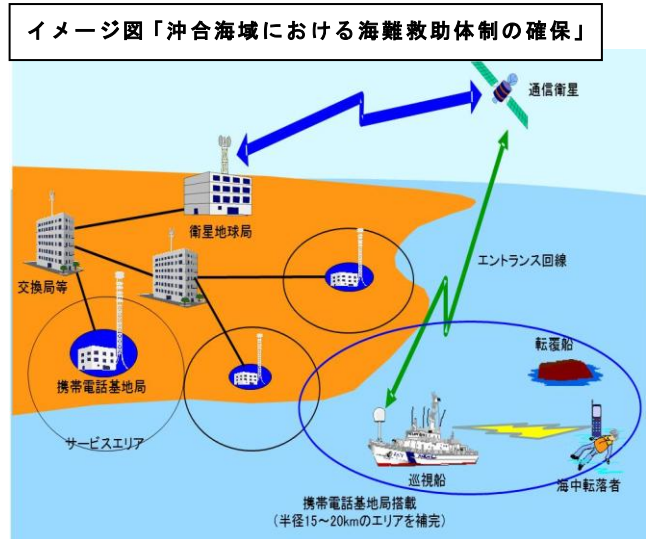 イメージ図「沖合海域における海難救助体制の確保」
通信衛星
衛星地球局
エントランス回線
交換局等
転覆船
携帯電話基地局
サービスエリア
巡視船
海中転落者
携帯電話基地局搭載
(半径15～20kmのエリアを補完)